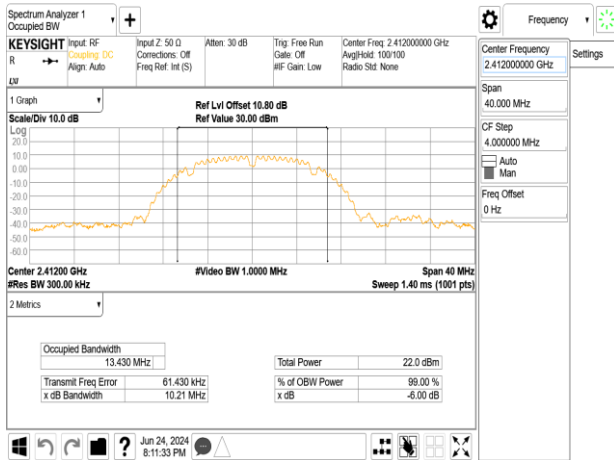 Spectrum Analyzer 1
Occupied BW
KEYSIGHT
R
LXI
Input: RF
Coupling: DC
Align: Auto
Input Z: 50 Ω
Corrections: Off
Freq Ref: Int (S)
Atten: 30 dB
Trig: Free Run
Gate: Off
#IF Gain: Low
Center Freq: 2.412000000 GHz
Avg|Hold: 100/100
Radio Std: None
1 Graph
Scale/Div 10.0 dB
Ref Lvl Offset 10.80 dB
Ref Value 30.00 dBm
Log
20.0
10.0
0.00
-10.0
-20.0
-30.0
-40.0
-50.0
-60.0
Center 2.41200 GHz
#Res BW 300.00 kHz
#Video BW 1.0000 MHz
Span 40 MHz
Sweep 1.40 ms (1001 pts)
2 Metrics
Occupied Bandwidth
13.430 MHz
Transmit Freq Error 61.430 kHz
x dB Bandwidth 10.21 MHz
Total Power 22.0 dBm
% of OBW Power 99.00 %
x dB -6.00 dB
?
Jun 24, 2024
8:11:33 PM
Frequency
Center Frequency
2.412000000 GHz
Span
40.000 MHz
CF Step
4.000000 MHz
Auto
Man
Freq Offset
0 Hz
Settings